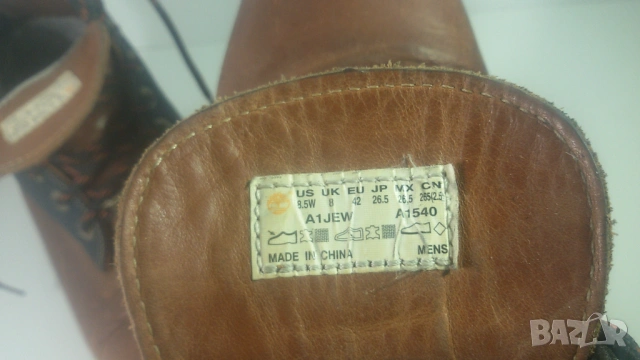 US UK EU JP MX CN
8.5W 8 42 26.5 26.5 265(2.5)
A1JEW A1540
MADE IN CHINA MENS
BAZAR